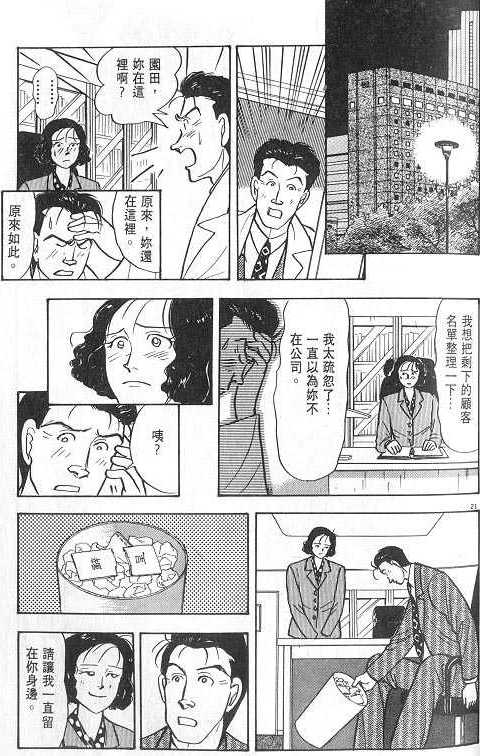 園田，
妳在這
裡啊？
……
原來，妳還
在這裡。
原來如此。
我想把剩下的顧客
名單整理一下…
我太疏忽了…
一直以為妳不
在公司。
咦？
21
請讓我一直留
在你身邊。